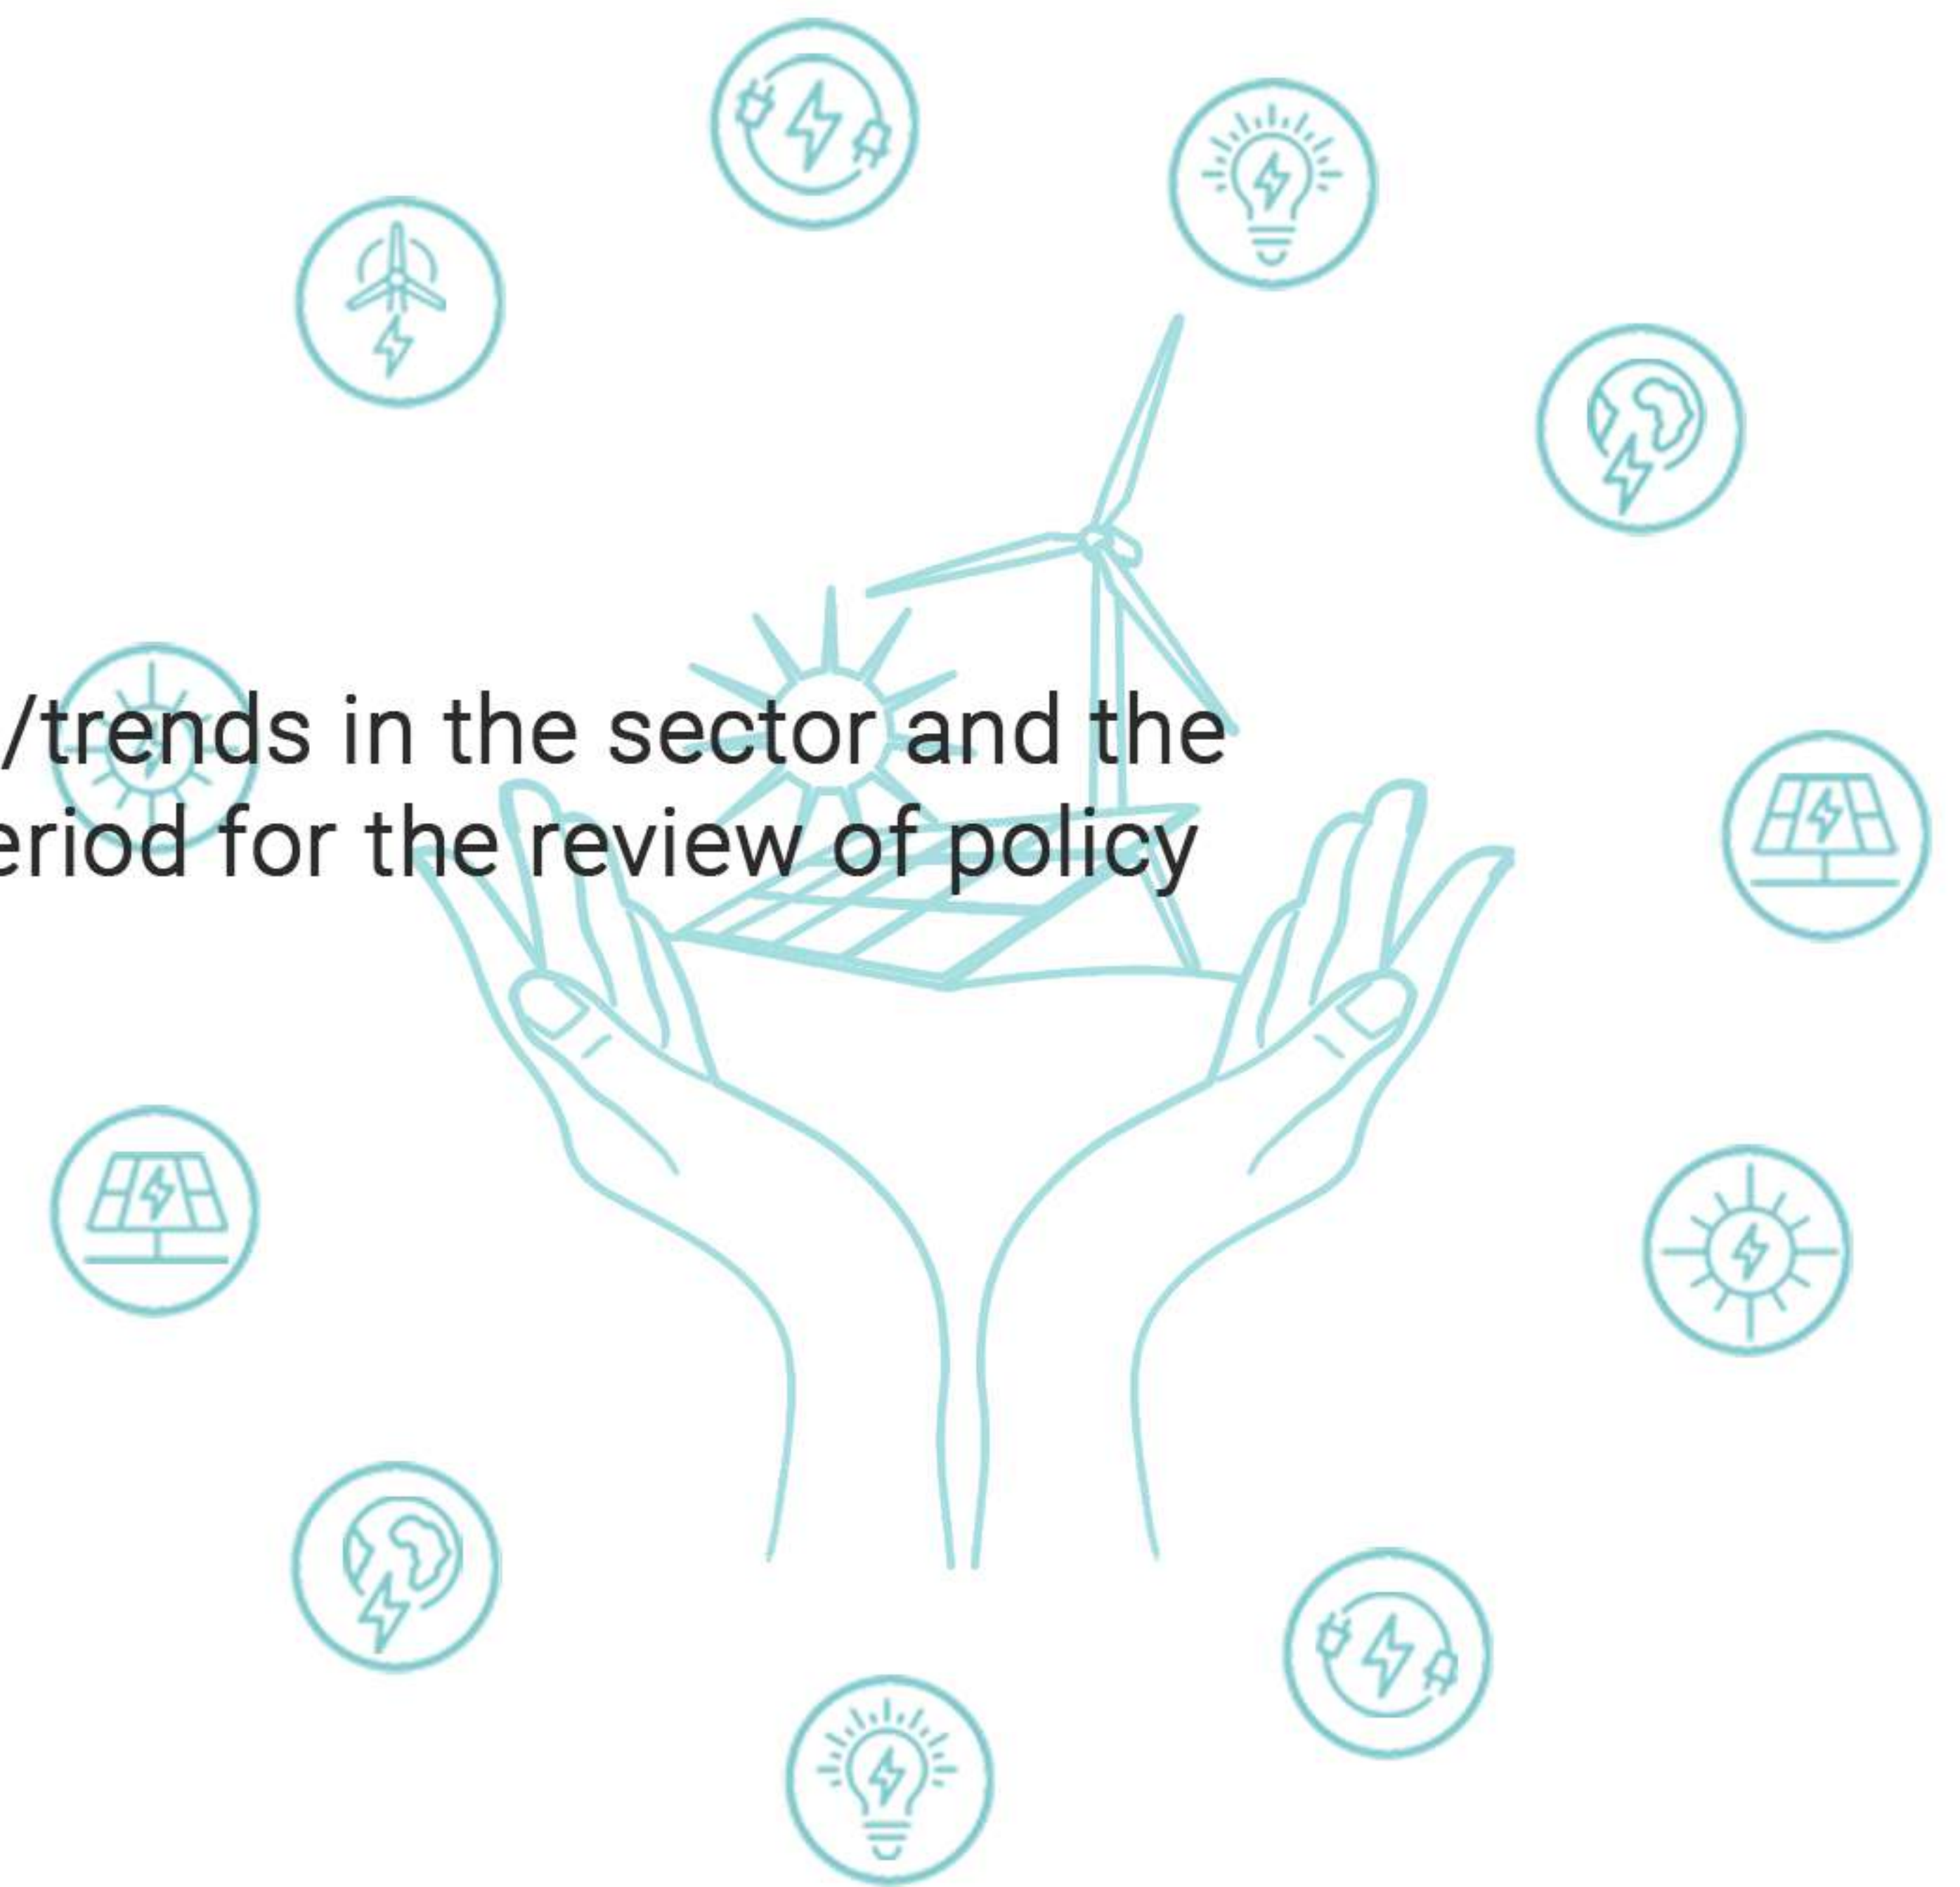 /trends in the sector and the
eriod for the review of policy